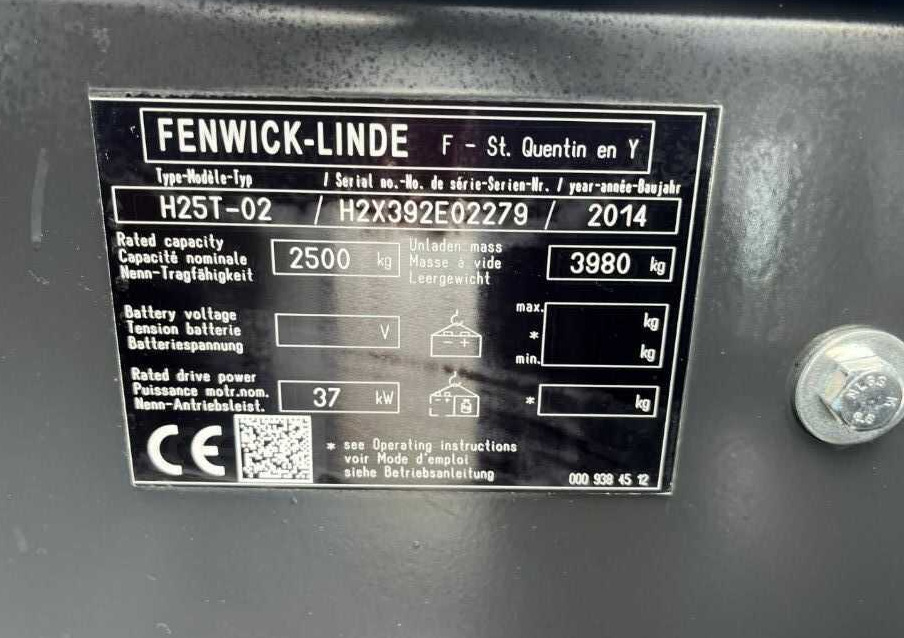 FENWICK-LINDE F - St. Quentin en Y
Type-Modèle-Typ / Serial no.-No. de série-Serien-Nr. / year-année-Baujahr
H25T-02 / H2X392E02279 / 2014
Rated capacity
Capacité nominale
Nenn-Tragfähigkeit
2500 kg
Unladen mass
Masse à vide
Leergewicht
3980 kg
Battery voltage
Tension batterie
Batteriespannung
V
max. kg
*
min. kg
Rated drive power
Puissance motr.nom.
Nenn-Antriebsleist.
37 kW
* kg
CE
* see Operating instructions
voir Mode d'emploi
siehe Betriebsanleitung
000 938 45 12
8.8